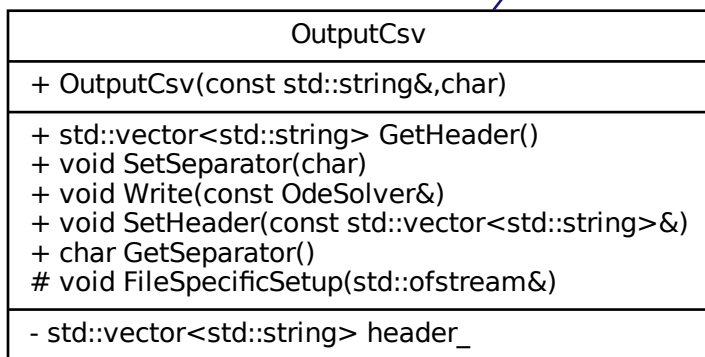 OutputCsv
+ OutputCsv(const std::string&,char)
+ std::vector<std::string> GetHeader()
+ void SetSeparator(char)
+ void Write(const OdeSolver&)
+ void SetHeader(const std::vector<std::string>&)
+ char GetSeparator()
# void FileSpecificSetup(std::ofstream&)
- std::vector<std::string> header_